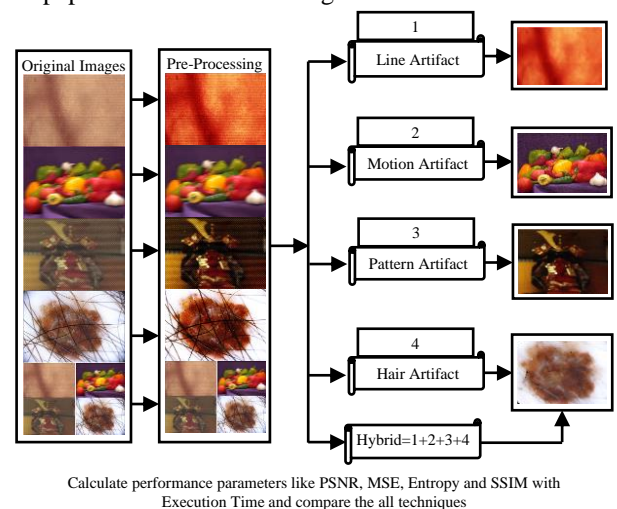 Original Images
Pre-Processing
1
Line Artifact
2
Motion Artifact
3
Pattern Artifact
4
Hair Artifact
Hybrid=1+2+3+4
Calculate performance parameters like PSNR, MSE, Entropy and SSIM with
Execution Time and compare the all techniques